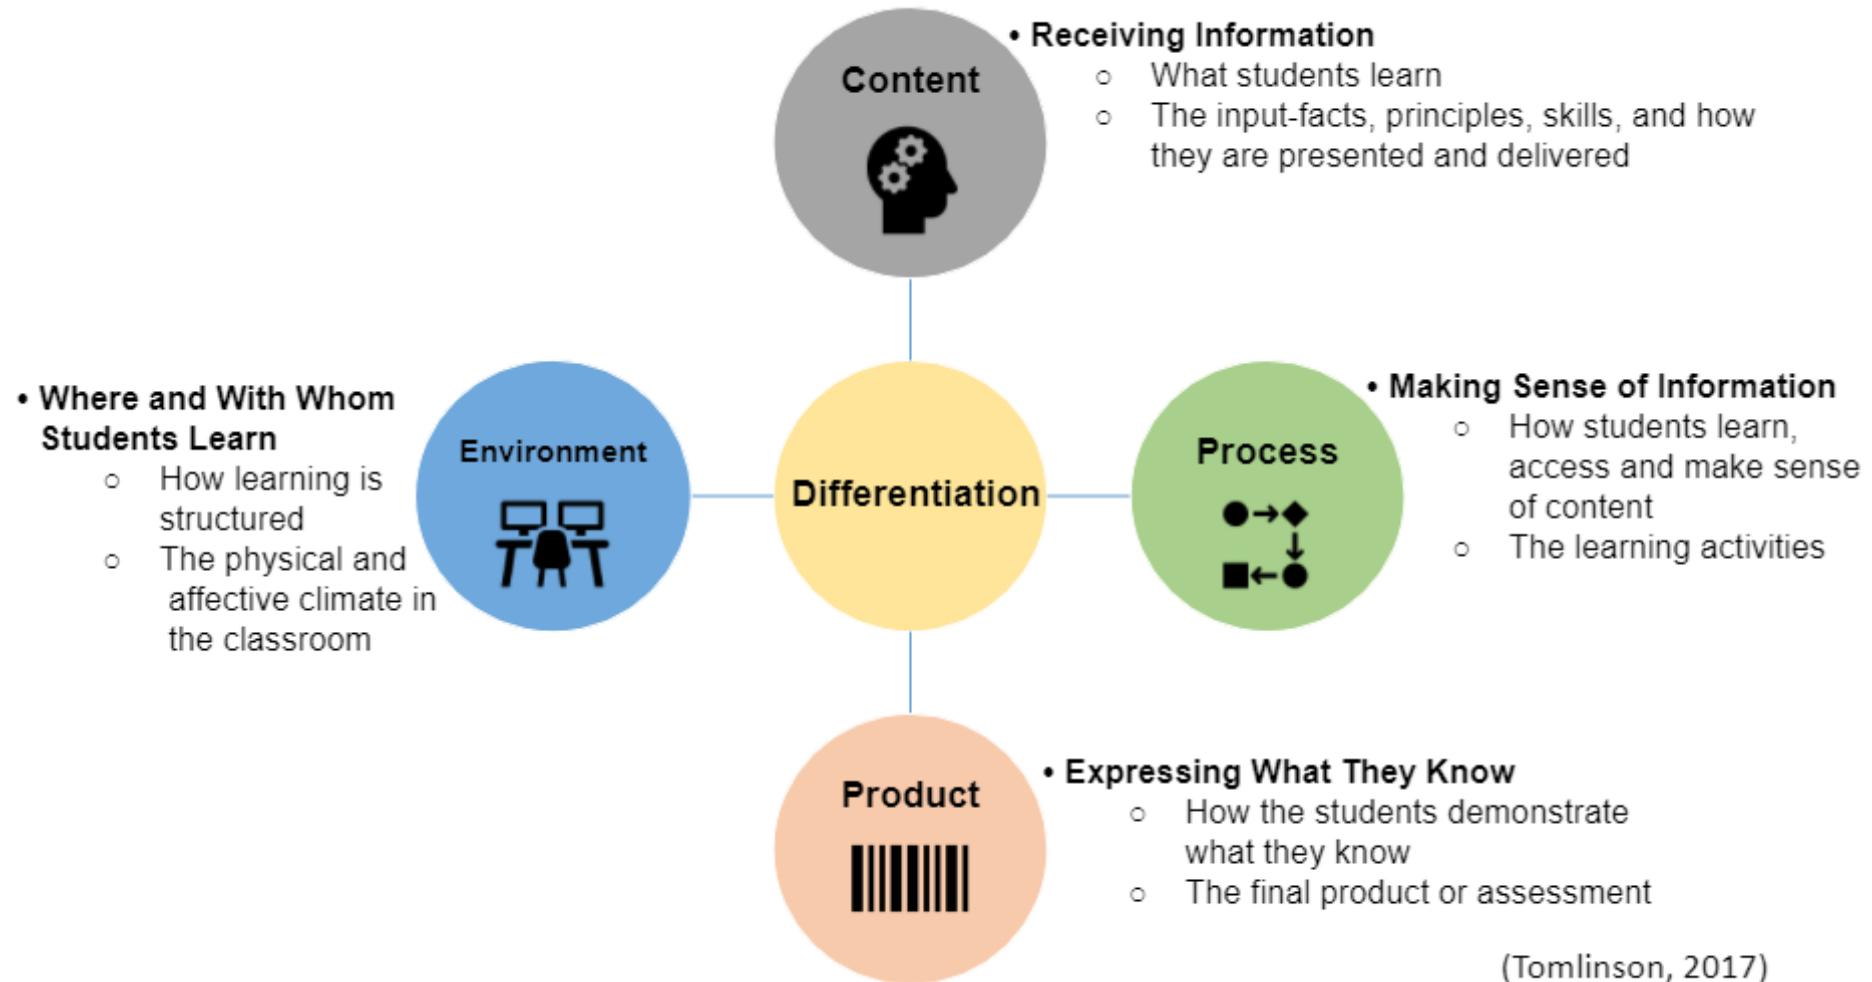 Content
• Receiving Information
○ What students learn
○ The input-facts, principles, skills, and how
they are presented and delivered
• Where and With Whom
Students Learn
○ How learning is
structured
○ The physical and
affective climate in
the classroom
Environment
Differentiation
Process
• Making Sense of Information
○ How students learn,
access and make sense
of content
○ The learning activities
Product
• Expressing What They Know
○ How the students demonstrate
what they know
○ The final product or assessment
(Tomlinson, 2017)